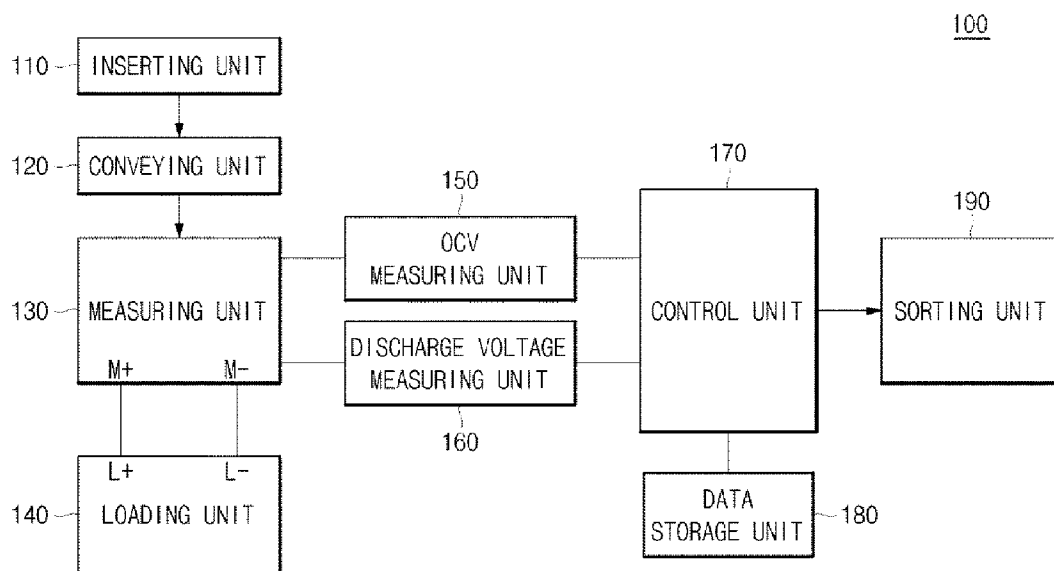 100
110
INSERTING UNIT
120
CONVEYING UNIT
150
OCV
MEASURING UNIT
170
190
130
MEASURING UNIT
M+ M-
DISCHARGE VOLTAGE
MEASURING UNIT
160
CONTROL UNIT
SORTING UNIT
L+ L-
140
LOADING UNIT
DATA
STORAGE UNIT
180